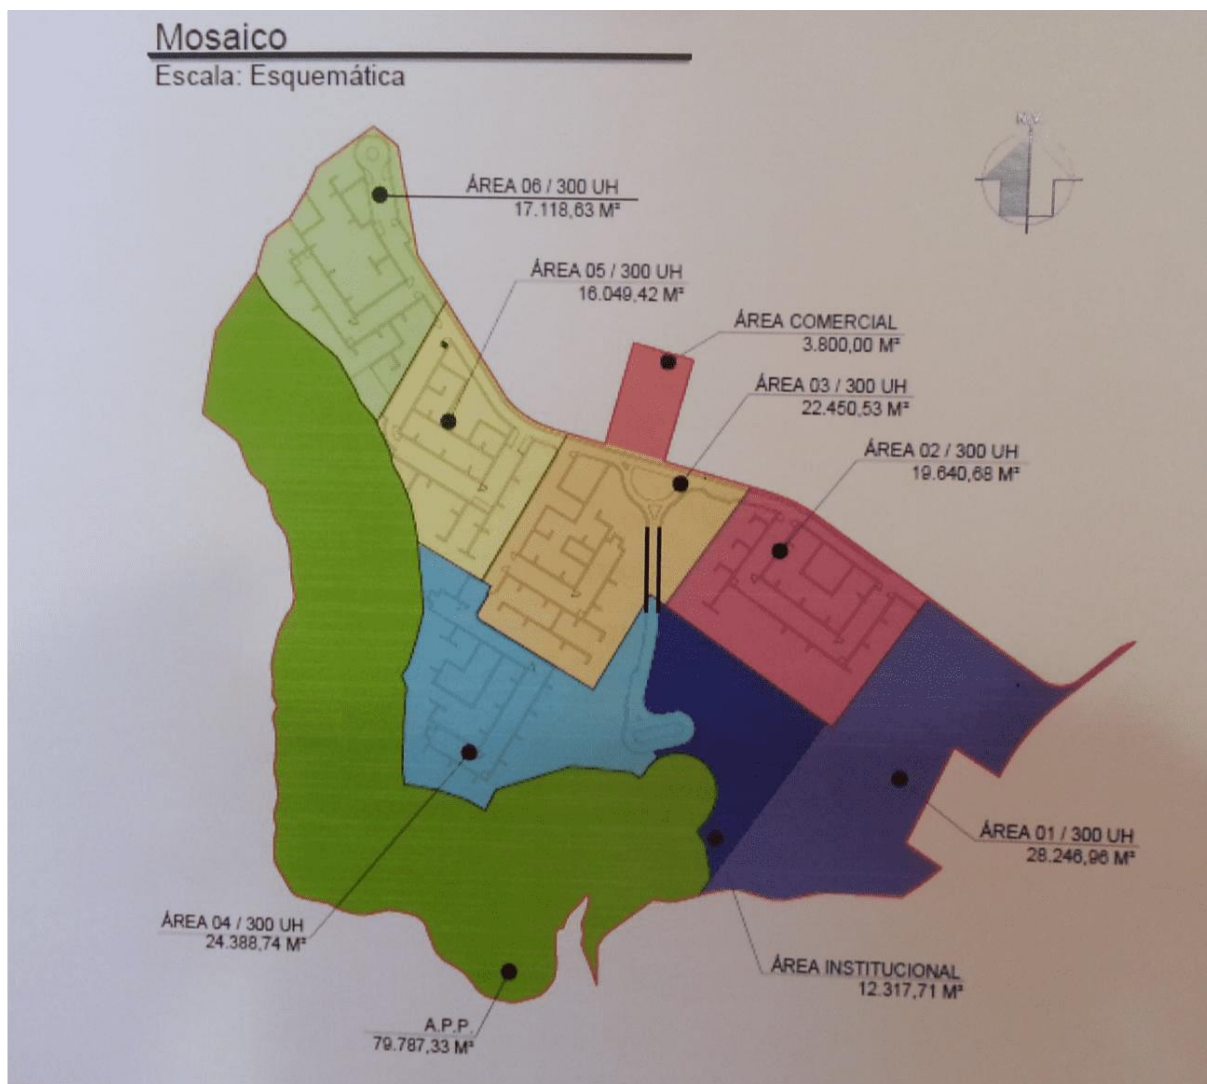 Mosaico
Escala: Esquemática
ÁREA 06 / 300 UH
17.118,63 M²
ÁREA 05 / 300 UH
16.049,42 M²
ÁREA COMERCIAL
3.800,00 M²
ÁREA 03 / 300 UH
22.450,53 M²
ÁREA 02 / 300 UH
19.640,68 M²
ÁREA 01 / 300 UH
28.246,96 M²
ÁREA 04 / 300 UH
24.388,74 M²
ÁREA INSTITUCIONAL
12.317,71 M²
A.P.P.
79.787,33 M²